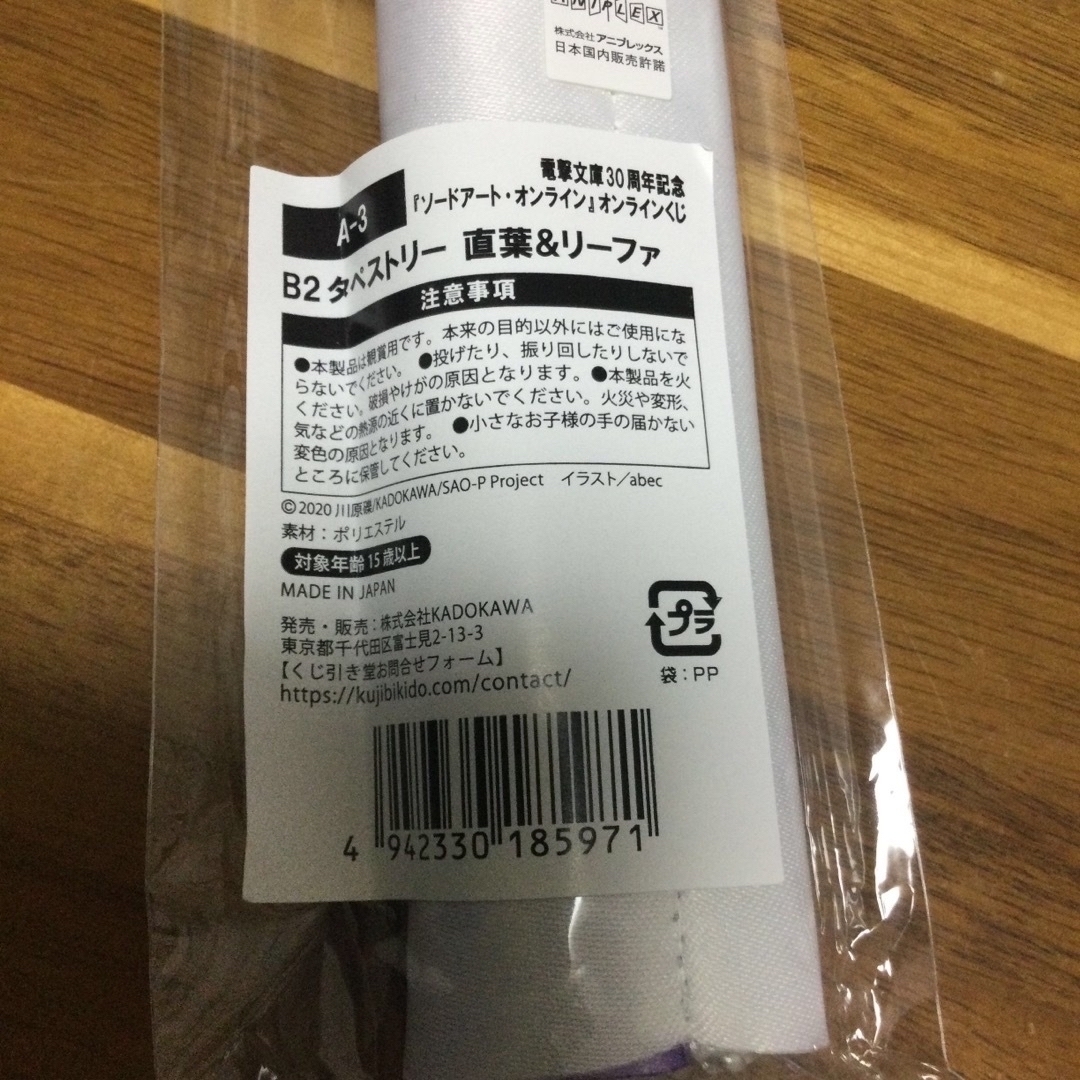 ANIPLEX
株式会社アニプレックス
日本国内販売許諾
電撃文庫30周年記念
A-3
『ソードアート・オンライン』オンラインくじ
B2タペストリー 直葉&リーファ
注意事項
●本製品は観賞用です。本来の目的以外にはご使用にな
らないでください。●投げたり、振り回したりしないで
ください。破損やけがの原因となります。●本製品を火
気などの熱源の近くに置かないでください。火災や変形、
変色の原因となります。 ●小さなお子様の手の届かない
ところに保管してください。
©2020 川原礫/KADOKAWA/SAO-P Project イラスト/abec
素材：ポリエステル
対象年齢15歳以上
MADE IN JAPAN
発売・販売：株式会社KADOKAWA
東京都千代田区富士見2-13-3
【くじ引き堂お問合せフォーム】
https://kujibikido.com/contact/
プラ
袋：PP
4 942330 185971